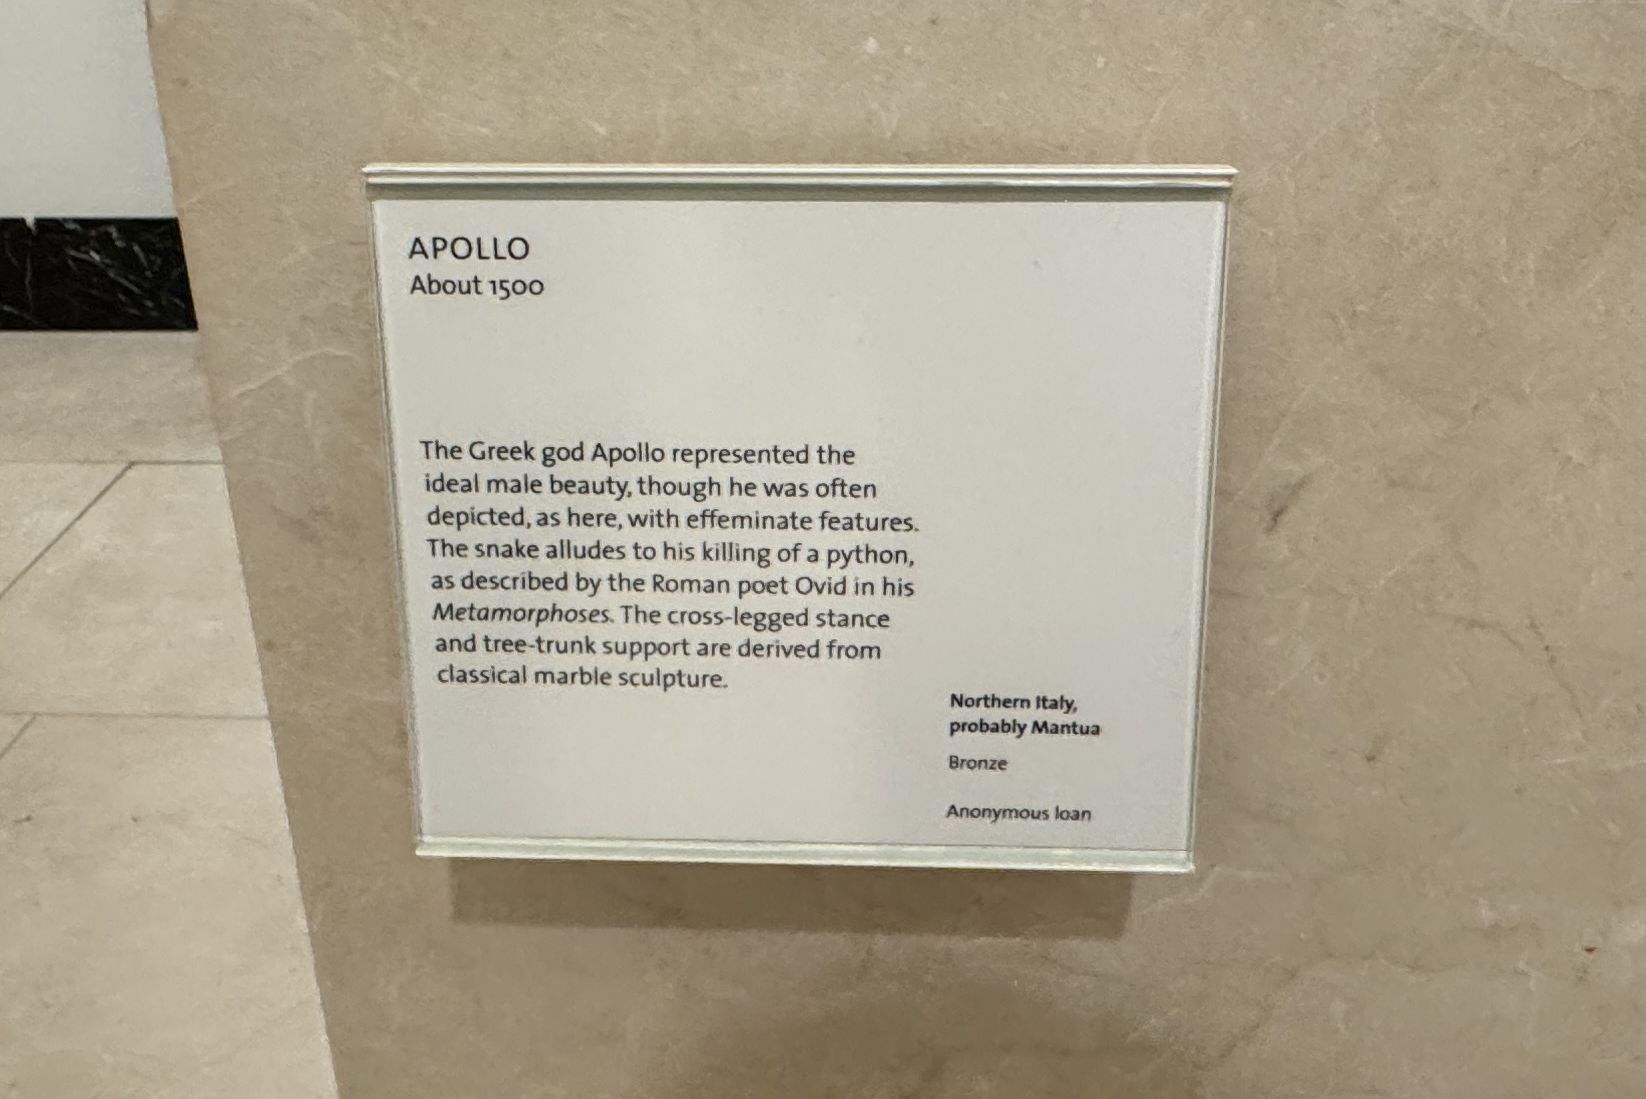 APOLLO
About 1500
The Greek god Apollo represented the
ideal male beauty, though he was often
depicted, as here, with effeminate features.
The snake alludes to his killing of a python,
as described by the Roman poet Ovid in his
Metamorphoses. The cross-legged stance
and tree-trunk support are derived from
classical marble sculpture.
Northern Italy,
probably Mantua
Bronze
Anonymous loan